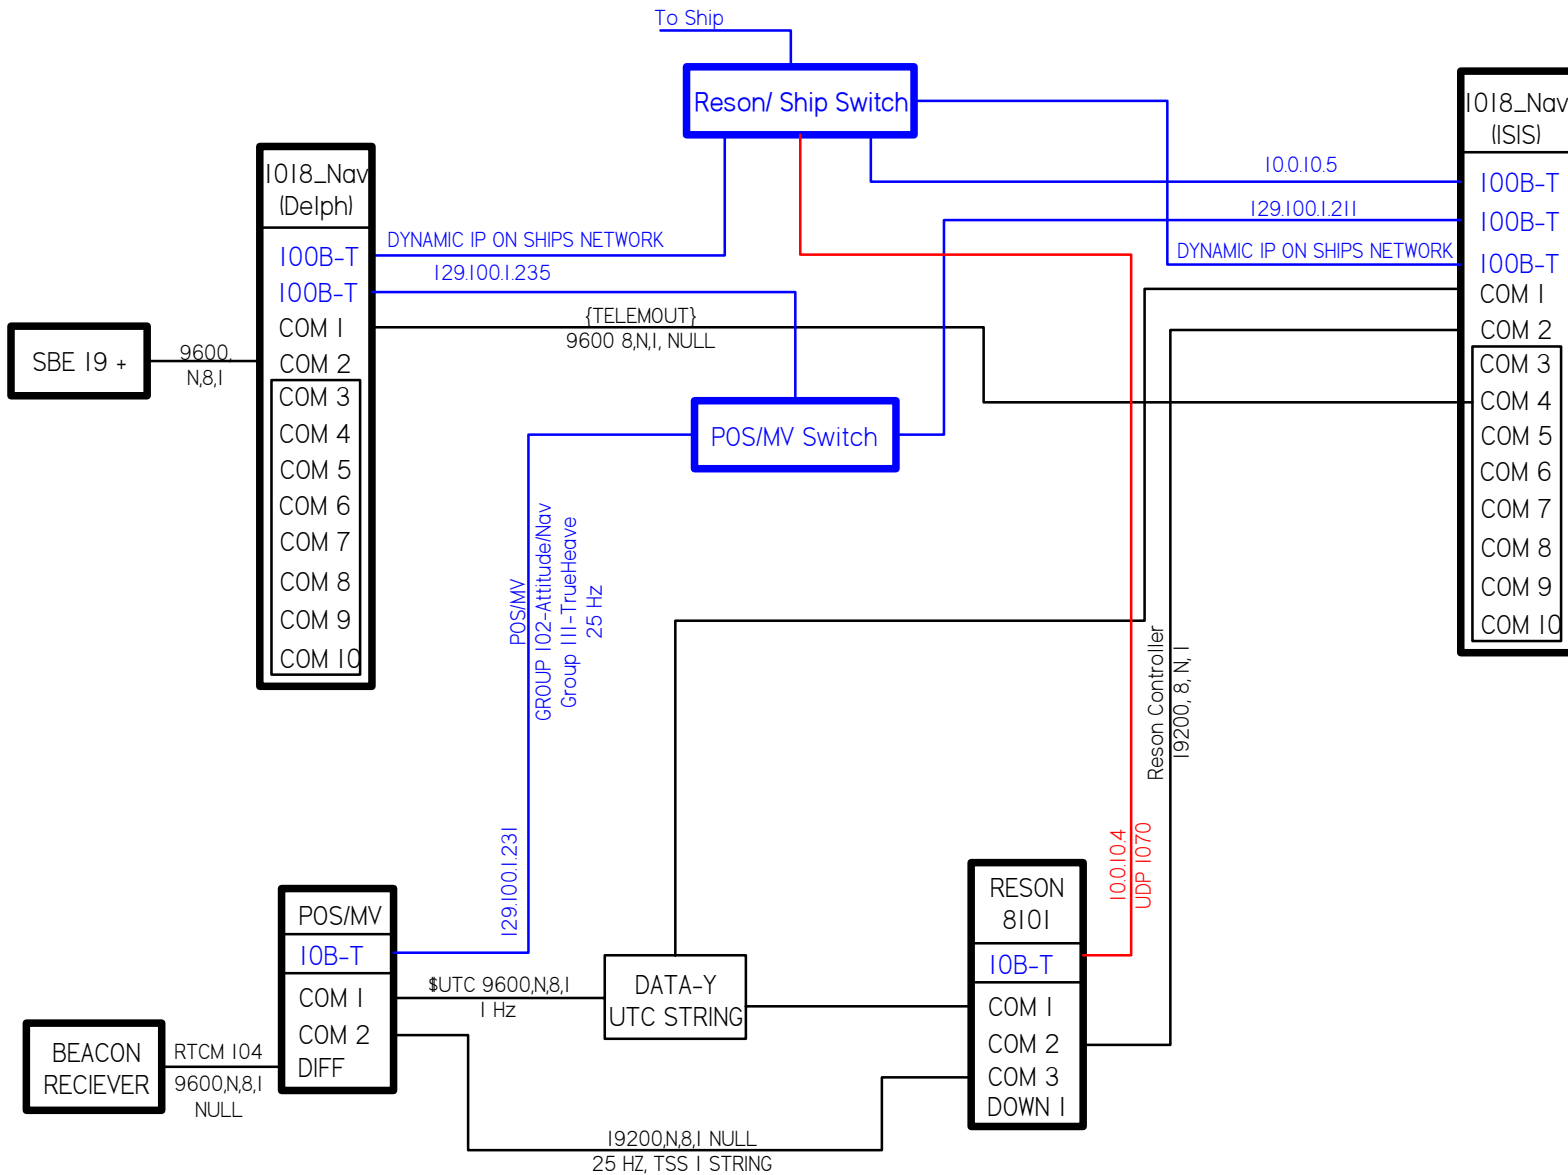 To Ship
Reson/ Ship Switch
1018_Nav
(Delph)
100B-T
100B-T
COM 1
COM 2
COM 3
COM 4
COM 5
COM 6
COM 7
COM 8
COM 9
COM 10
DYNAMIC IP ON SHIPS NETWORK
129.100.1.235
{TELEMOUT}
9600 8,N,1, NULL
SBE 19 +
9600,
N,8,1
POS/MV Switch
1018_Nav
(ISIS)
100B-T
100B-T
100B-T
COM 1
COM 2
COM 3
COM 4
COM 5
COM 6
COM 7
COM 8
COM 9
COM 10
10.0.10.5
129.100.1.211
DYNAMIC IP ON SHIPS NETWORK
POS/MV
GROUP 102-Attitude/Nav
Group 111-TrueHeave
25 Hz
129.100.1.231
Reson Controller
19200, 8, N, 1
10.0.10.4
UDP 1070
POS/MV
10B-T
COM 1
COM 2
DIFF
BEACON
RECIEVER
RTCM 104
9600,N,8,1
NULL
$UTC 9600,N,8,1
1 Hz
DATA-Y
UTC STRING
RESON
8101
10B-T
COM 1
COM 2
COM 3
DOWN 1
19200,N,8,1 NULL
25 HZ, TSS 1 STRING